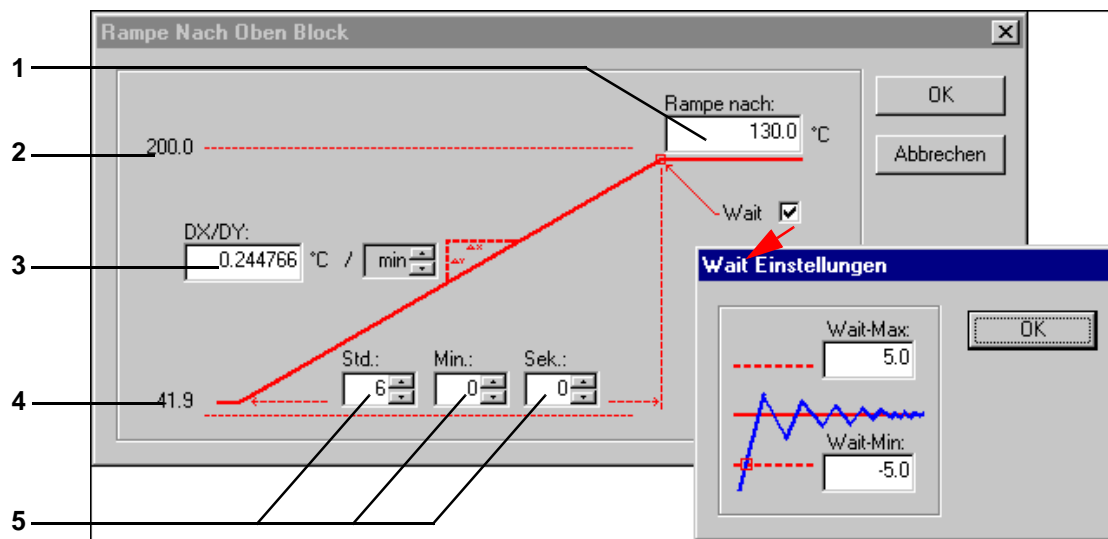 Rampe Nach Oben Block
1
Rampe nach:
130.0 °C
OK
2
200.0
Abbrechen
Wait
DX/DY:
3
0.244766 °C / min
ΔX
ΔY
Wait Einstellungen
Wait-Max:
5.0
OK
Std.: Min.: Sek.:
6 0 0
4
41.9
Wait-Min:
-5.0
5